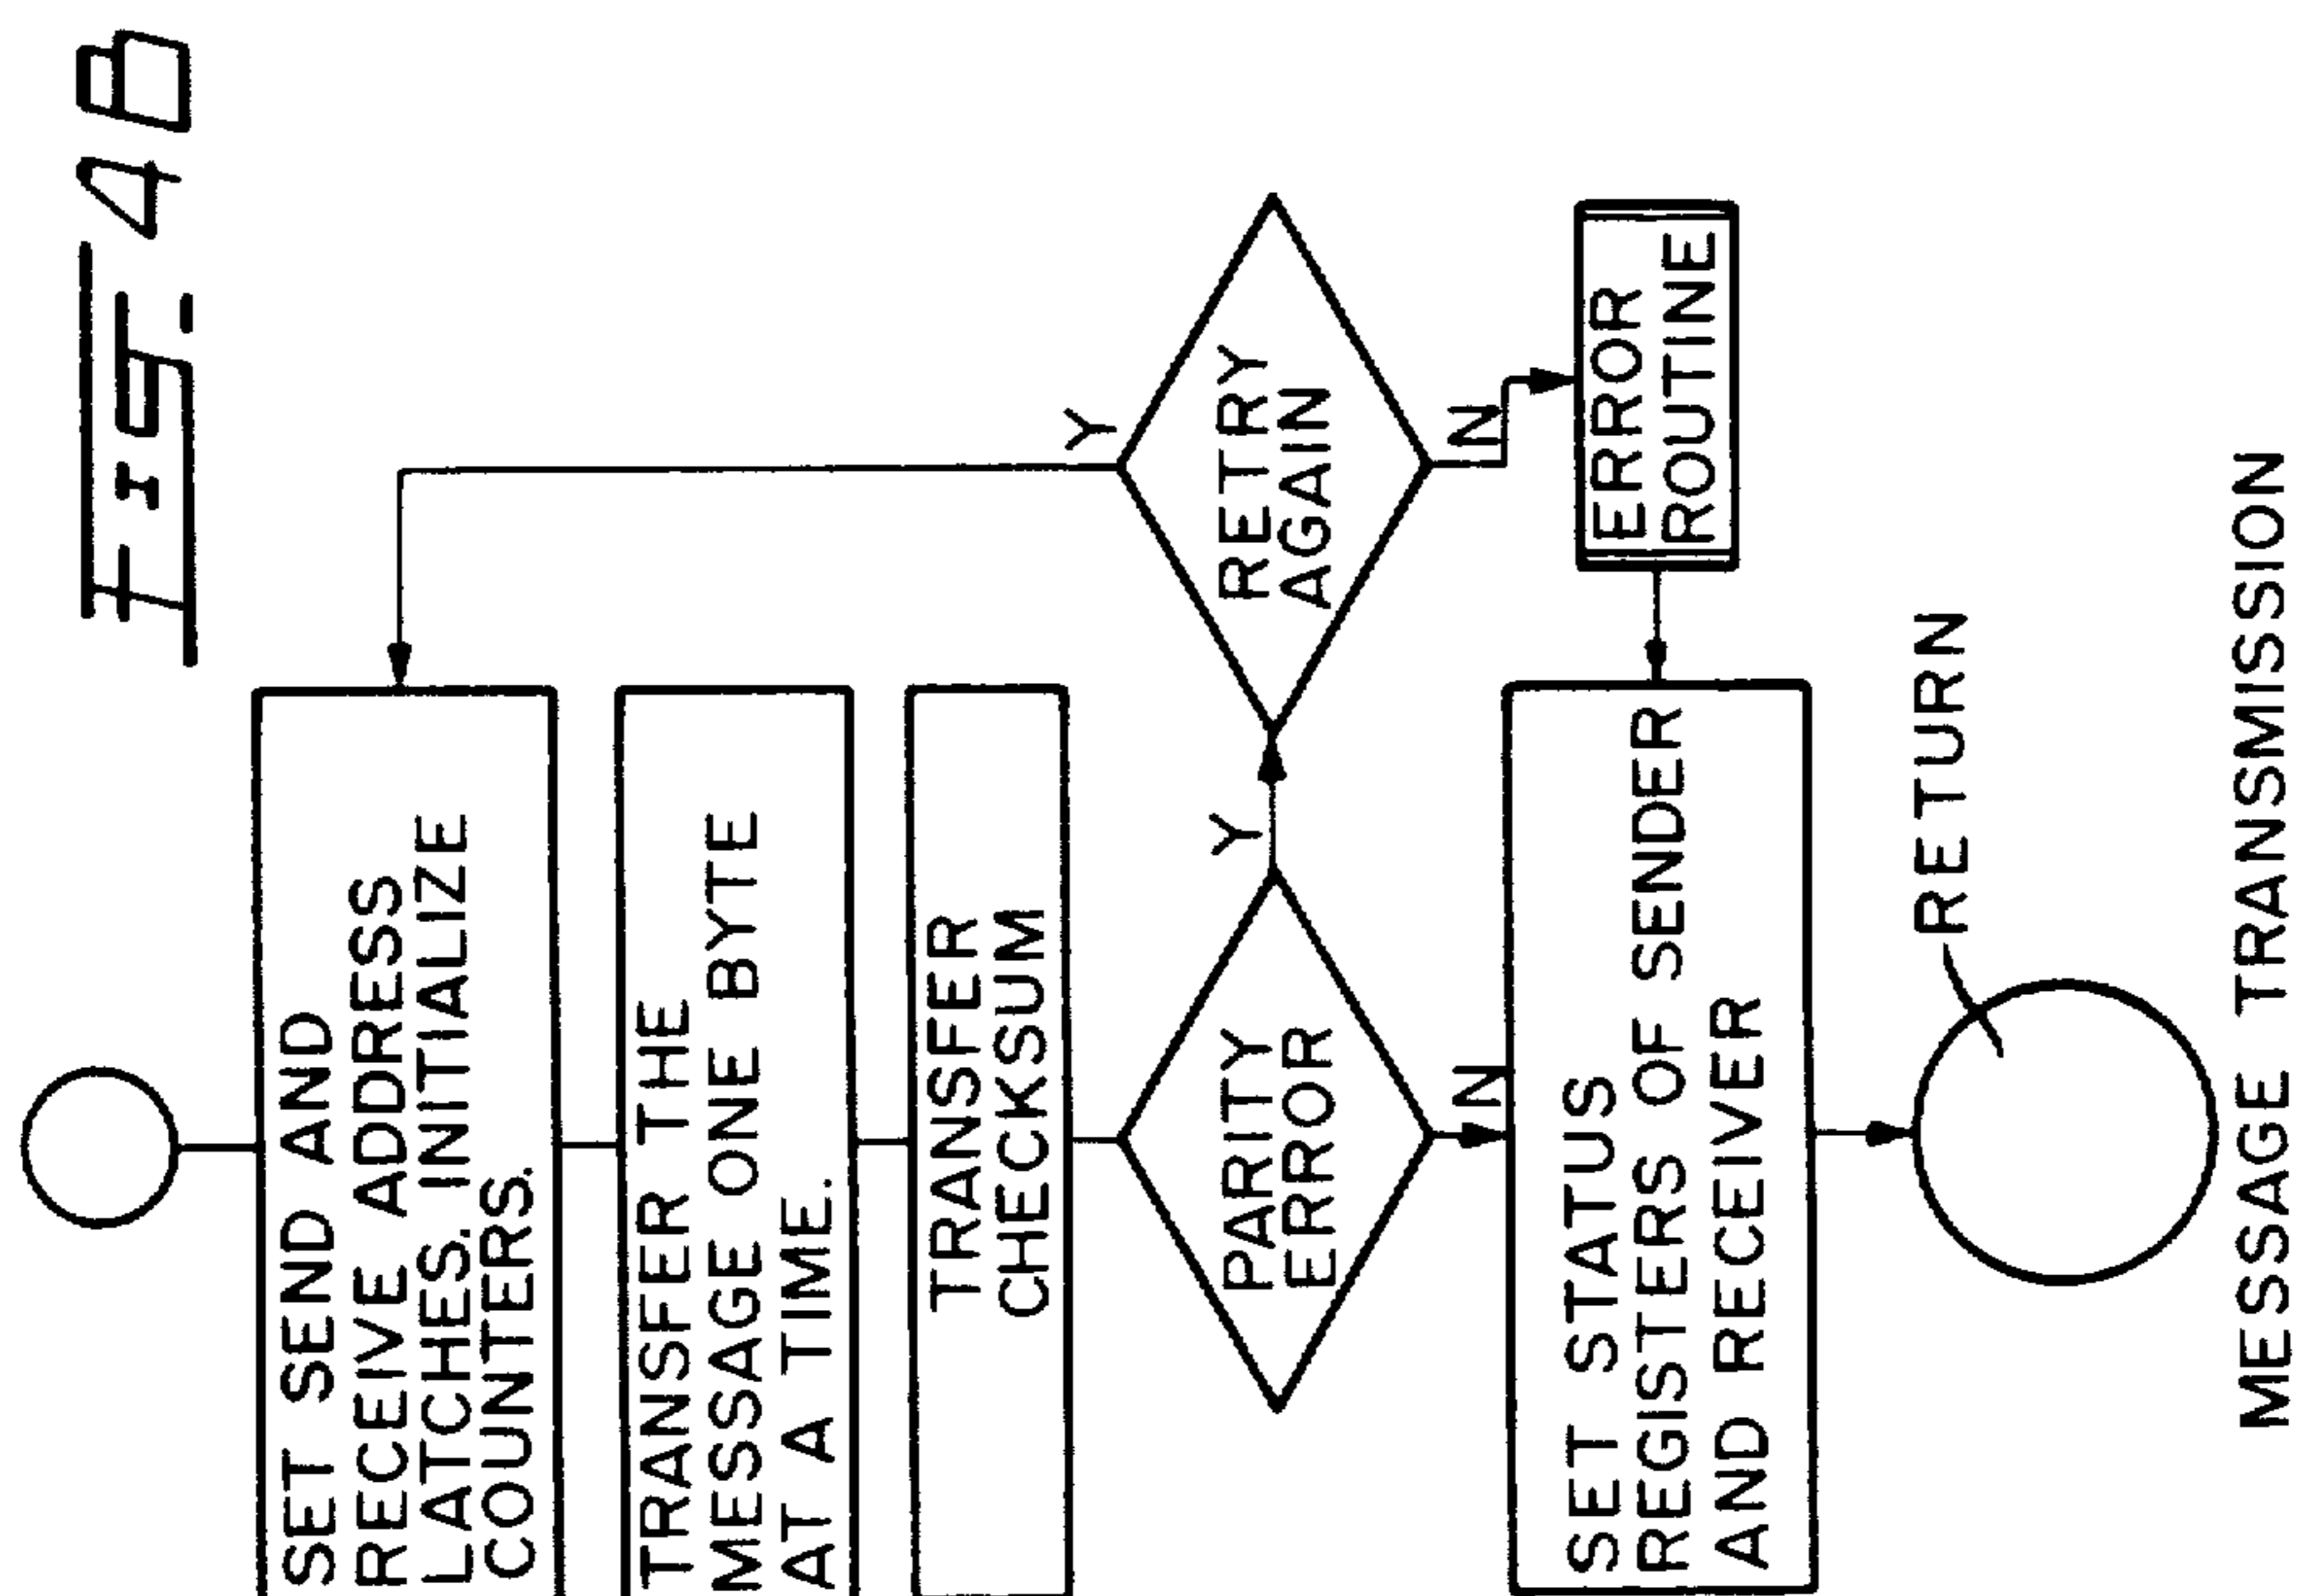 Fig. 4B
SET SEND AND
RECEIVE ADDRESS
LATCHES. INITIALIZE
COUNTERS.
TRANSFER THE
MESSAGE ONE BYTE
AT A TIME.
TRANSFER
CHECKSUM
PARITY
ERROR
Y
N
RETRY
AGAIN
Y
N
ERROR
ROUTINE
SET STATUS
REGISTERS OF SENDER
AND RECEIVER
RETURN
MESSAGE TRANSMISSION